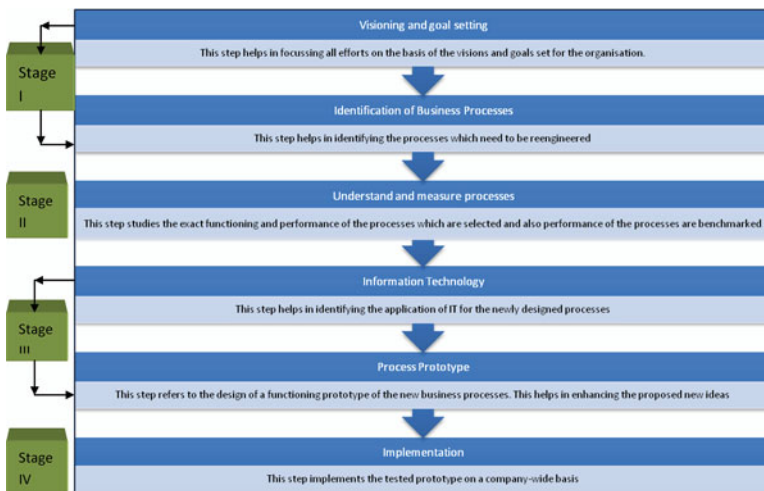 Visioning and goal setting
This step helps in focussing all efforts on the basis of the visions and goals set for the organisation.
Stage
I
Identification of Business Processes
This step helps in identifying the processes which need to be reengineered
Stage
II
Understand and measure processes
This step studies the exact functioning and performance of the processes which are selected and also performance of the processes are benchmarked
Information Technology
This step helps in identifying the application of IT for the newly designed processes
Stage
III
Process Prototype
This step refers to the design of a functioning prototype of the new business processes. This helps in enhancing the proposed new ideas
Stage
IV
Implementation
This step implements the tested prototype on a company-wide basis